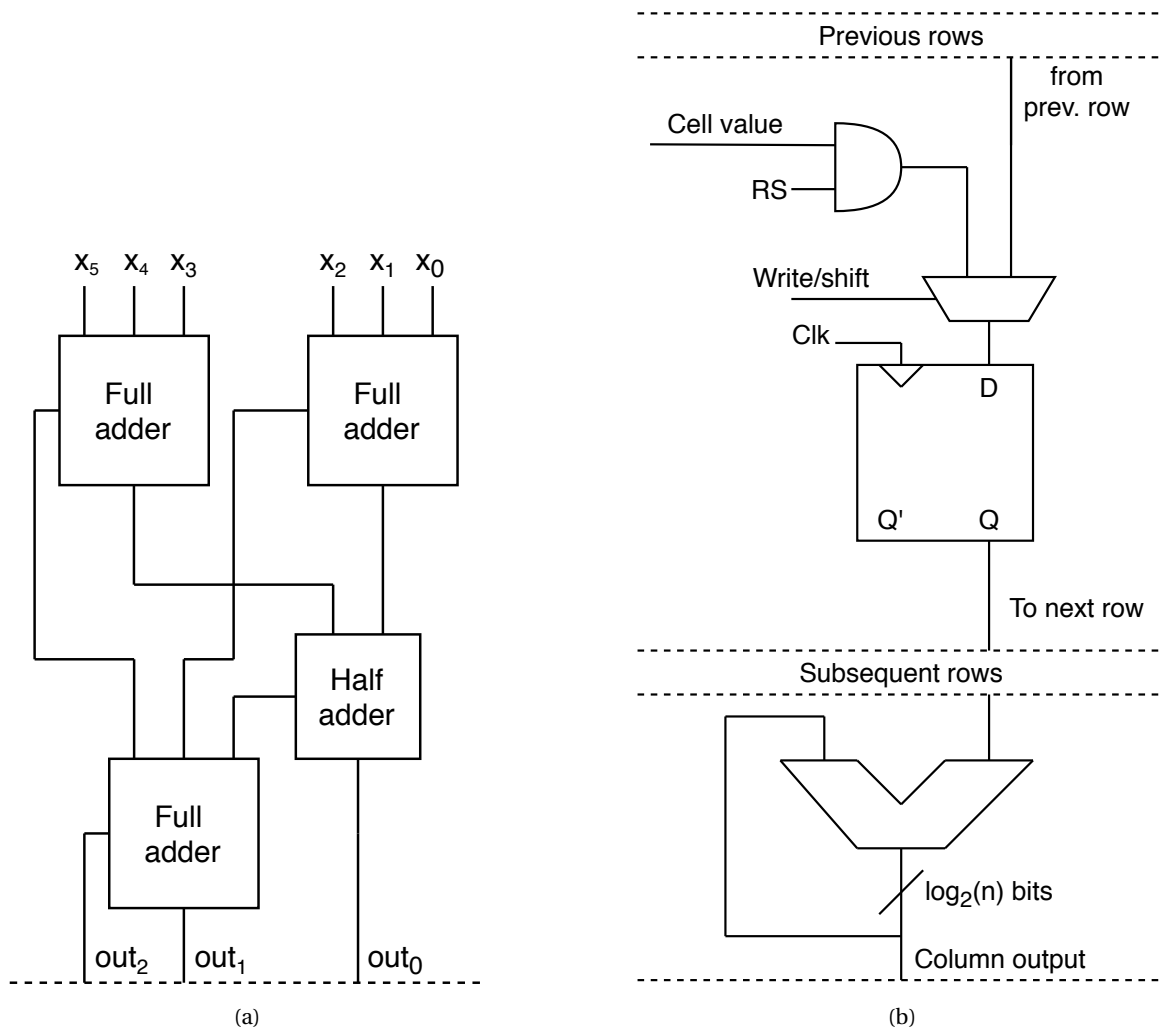 x₅ x₄ x₃ x₂ x₁ x₀
Full
adder
Full
adder
Half
adder
Full
adder
out₂ out₁ out₀
(a)
Previous rows
from
prev. row
Cell value
RS
Write/shift
Clk
D
Q' Q
To next row
Subsequent rows
log₂(n) bits
Column output
(b)